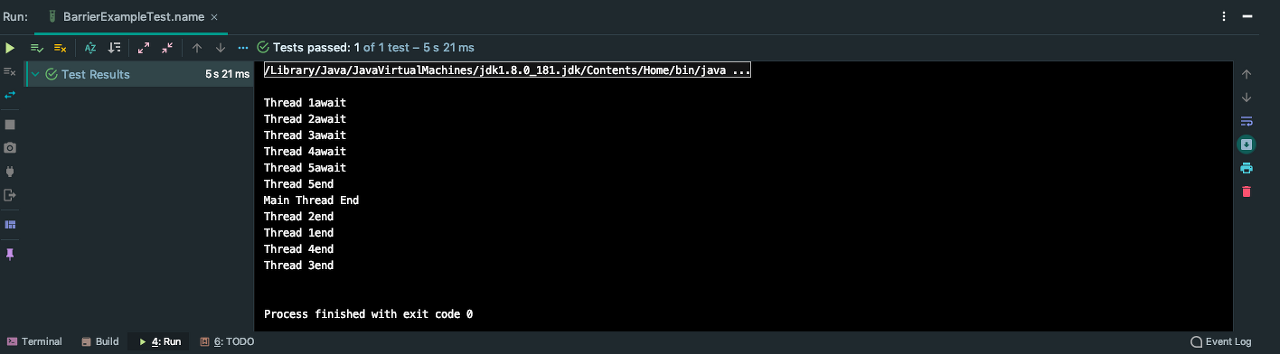 Run: BarrierExampleTest.name ×
Tests passed: 1 of 1 test – 5 s 21 ms
Test Results 5 s 21 ms
/Library/Java/JavaVirtualMachines/jdk1.8.0_181.jdk/Contents/Home/bin/java ...
Thread 1await
Thread 2await
Thread 3await
Thread 4await
Thread 5await
Thread 5end
Main Thread End
Thread 2end
Thread 1end
Thread 4end
Thread 3end
Process finished with exit code 0
Terminal Build 4: Run 6: TODO Event Log